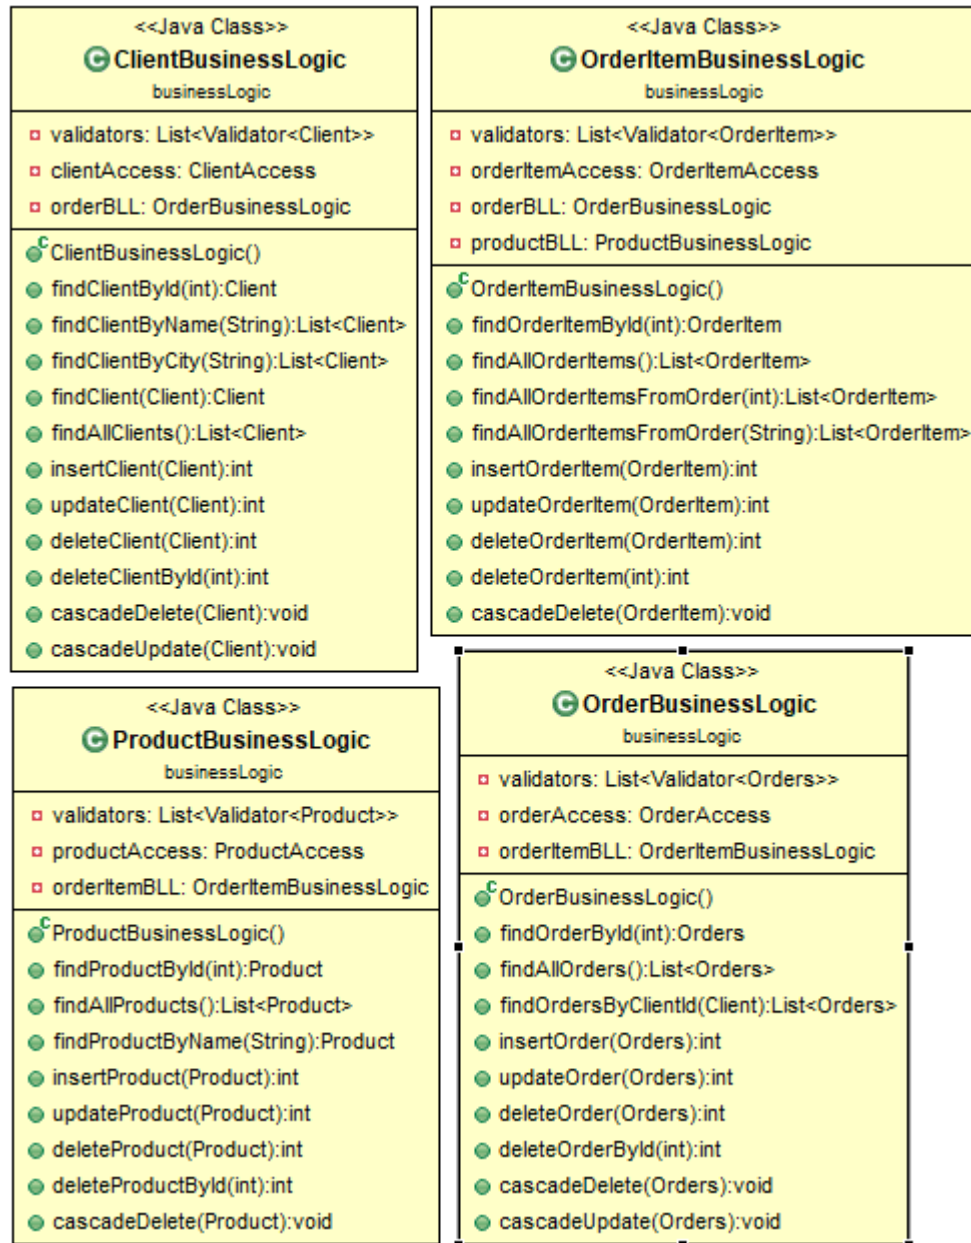 <<Java Class>>
ClientBusinessLogic
businessLogic
validators: List<Validator<Client>>
clientAccess: ClientAccess
orderBLL: OrderBusinessLogic
ClientBusinessLogic()
findClientById(int):Client
findClientByName(String):List<Client>
findClientByCity(String):List<Client>
findClient(Client):Client
findAllClients():List<Client>
insertClient(Client):int
updateClient(Client):int
deleteClient(Client):int
deleteClientById(int):int
cascadeDelete(Client):void
cascadeUpdate(Client):void
<<Java Class>>
OrderItemBusinessLogic
businessLogic
validators: List<Validator<OrderItem>>
orderItemAccess: OrderItemAccess
orderBLL: OrderBusinessLogic
productBLL: ProductBusinessLogic
OrderItemBusinessLogic()
findOrderItemById(int):OrderItem
findAllOrderItems():List<OrderItem>
findAllOrderItemsFromOrder(int):List<OrderItem>
findAllOrderItemsFromOrder(String):List<OrderItem>
insertOrderItem(OrderItem):int
updateOrderItem(OrderItem):int
deleteOrderItem(OrderItem):int
deleteOrderItem(int):int
cascadeDelete(OrderItem):void
<<Java Class>>
ProductBusinessLogic
businessLogic
validators: List<Validator<Product>>
productAccess: ProductAccess
orderItemBLL: OrderItemBusinessLogic
ProductBusinessLogic()
findProductById(int):Product
findAllProducts():List<Product>
findProductByName(String):Product
insertProduct(Product):int
updateProduct(Product):int
deleteProduct(Product):int
deleteProductById(int):int
cascadeDelete(Product):void
<<Java Class>>
OrderBusinessLogic
businessLogic
validators: List<Validator<Orders>>
orderAccess: OrderAccess
orderItemBLL: OrderItemBusinessLogic
OrderBusinessLogic()
findOrderById(int):Orders
findAllOrders():List<Orders>
findOrdersByClientId(Client):List<Orders>
insertOrder(Orders):int
updateOrder(Orders):int
deleteOrder(Orders):int
deleteOrderById(int):int
cascadeDelete(Orders):void
cascadeUpdate(Orders):void